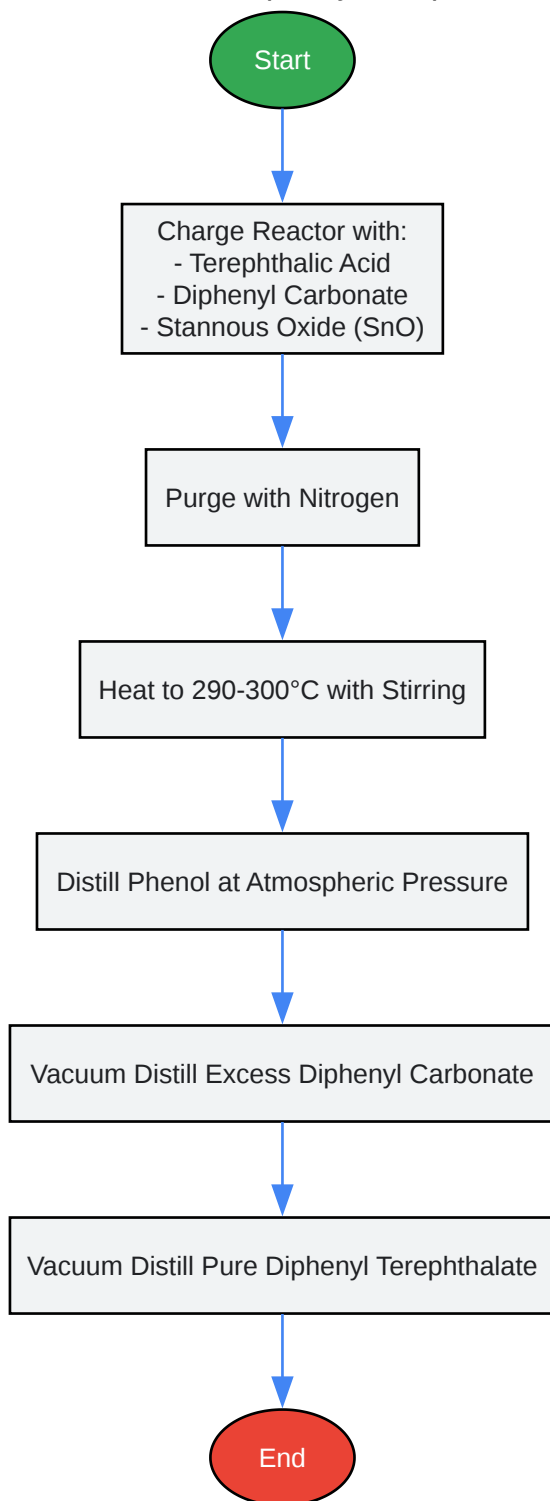 Start
Charge Reactor with:
- Terephthalic Acid
- Diphenyl Carbonate
- Stannous Oxide (SnO)
Purge with Nitrogen
Heat to 290-300°C with Stirring
Distill Phenol at Atmospheric Pressure
Vacuum Distill Excess Diphenyl Carbonate
Vacuum Distill Pure Diphenyl Terephthalate
End